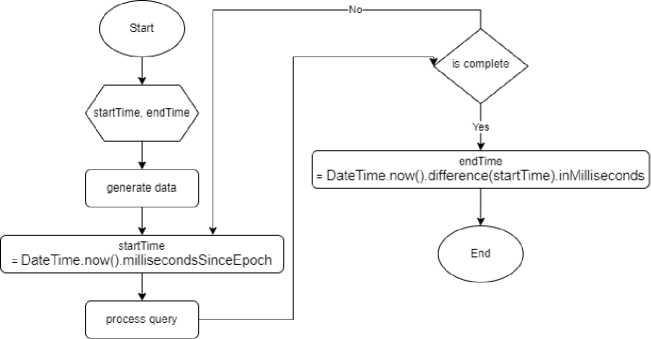 Start
startTime, endTime
generate data
startTime
= DateTime.now().millisecondsSinceEpoch
process query
No
is complete
Yes
endTime
= DateTime.now().difference(startTime).inMilliseconds
End